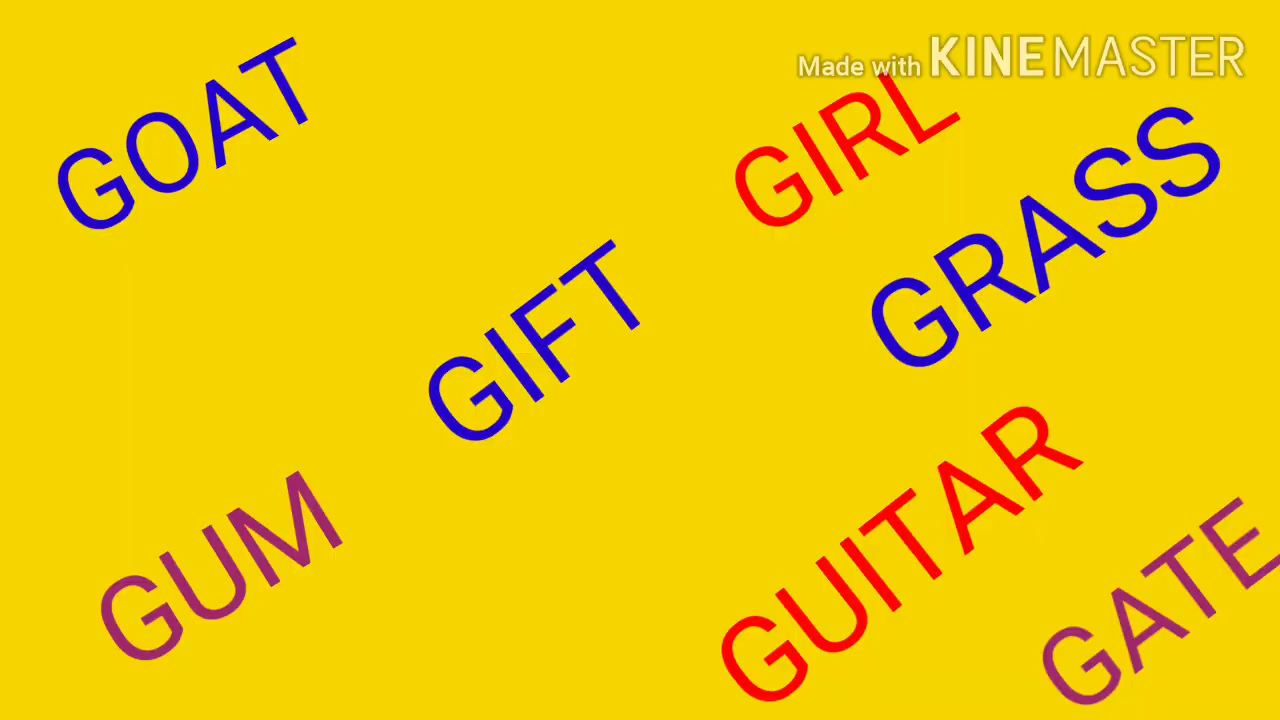 GOAT
Made with KINEMASTER
GIRL
GRASS
GIFT
GUM
GUITAR
GATE